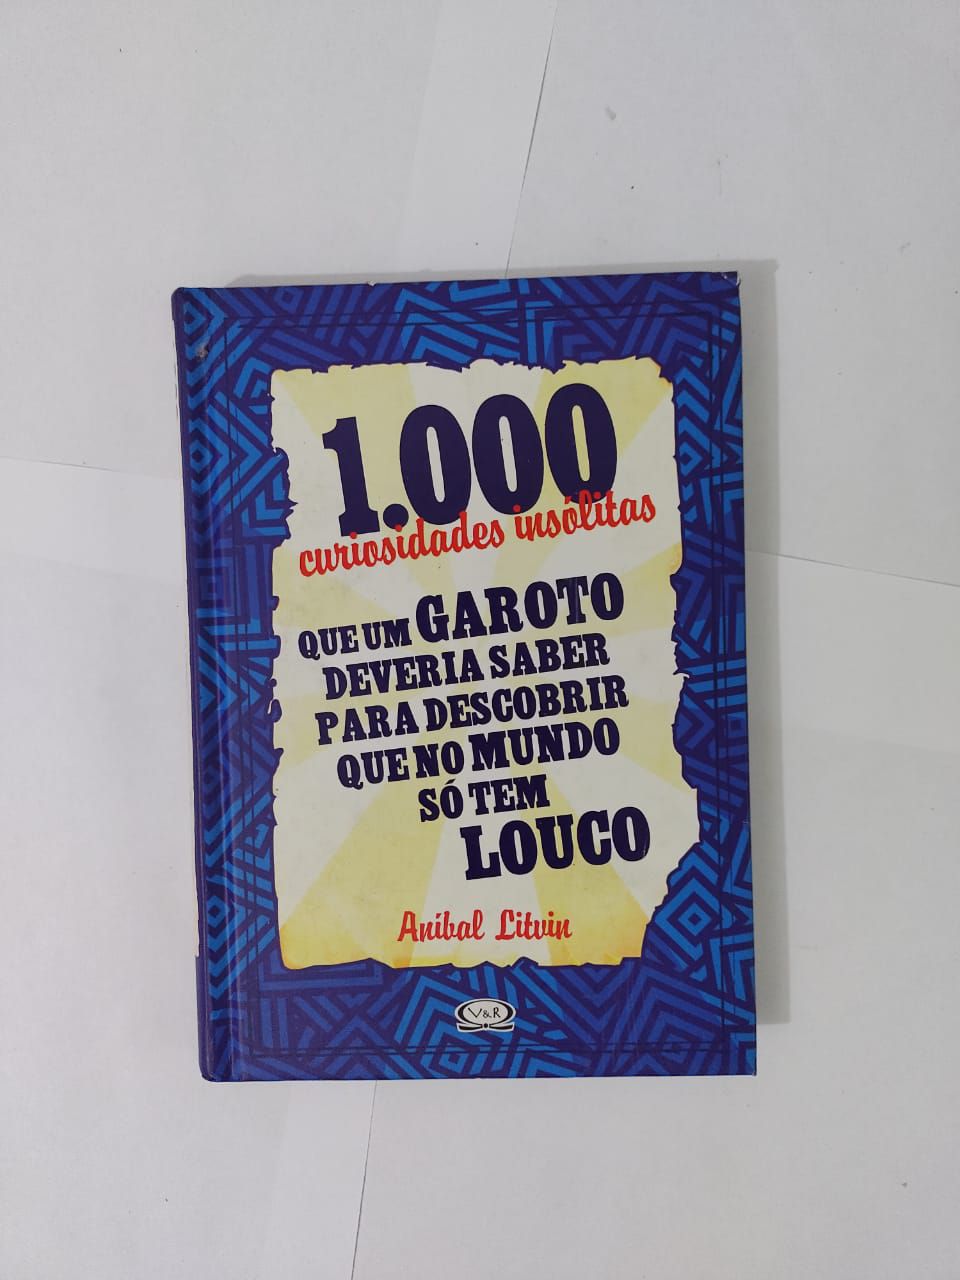 1.000
curiosidades insólitas
QUE UM GAROTO
DEVERIA SABER
PARA DESCOBRIR
QUE NO MUNDO
SÓ TEM
LOUCO
Aníbal Litvin
V&R